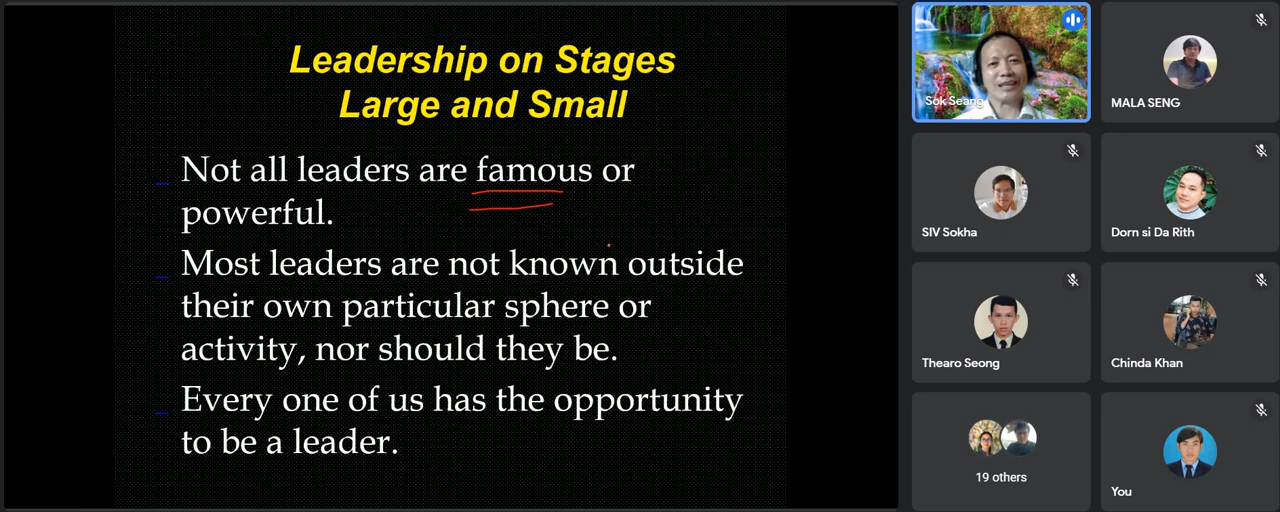 Leadership on Stages
Large and Small
Not all leaders are famous or
powerful.
Most leaders are not known outside
their own particular sphere or
activity, nor should they be.
Every one of us has the opportunity
to be a leader.
Sok Seang
MALA SENG
SIV Sokha
Dorn si Da Rith
Thearo Seong
Chinda Khan
19 others
You